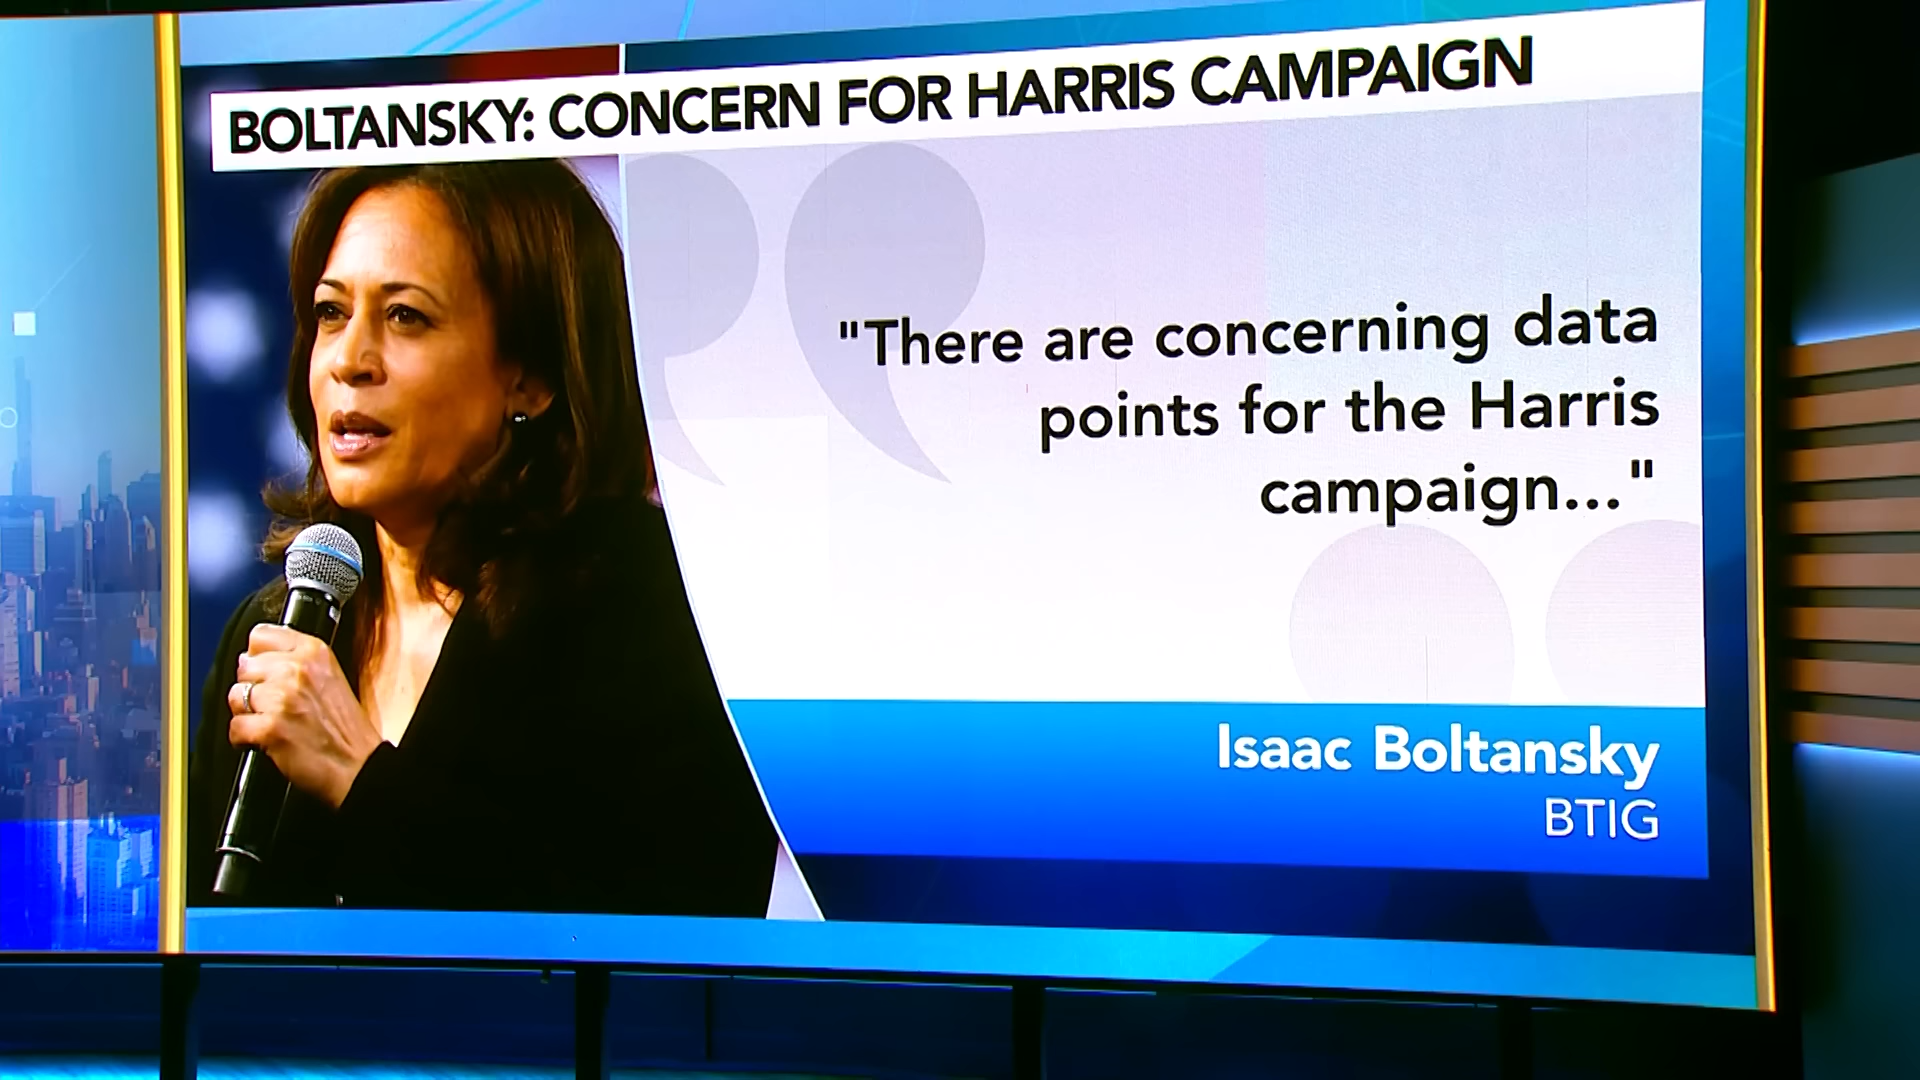 BOLTANSKY: CONCERN FOR HARRIS CAMPAIGN
"There are concerning data
points for the Harris
campaign..."
Isaac Boltansky
BTIG